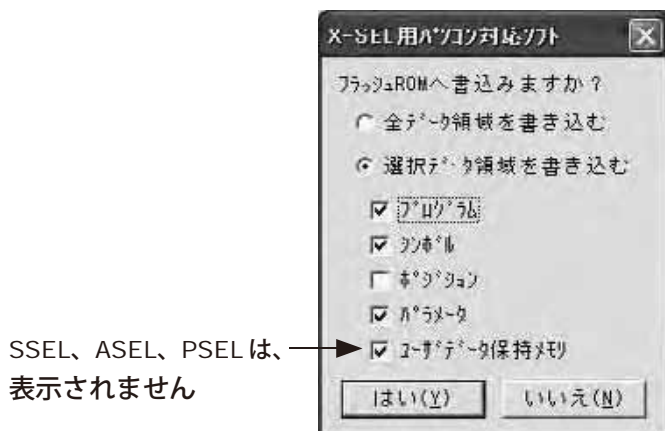 X-SEL用ﾊﾟｿｺﾝ対応ｿﾌﾄ
ﾌﾗｯｼｭROMへ書込みますか？
全ﾃﾞｰﾀ領域を書き込む
選択ﾃﾞｰﾀ領域を書き込む
ﾌﾟﾛｸﾞﾗﾑ
ｼﾝﾎﾞﾙ
ﾎﾟｼﾞｼｮﾝ
ﾊﾟﾗﾒｰﾀ
SSEL、ASEL、PSELは、
表示されません
ﾕｰｻﾞﾃﾞｰﾀ保持ﾒﾓﾘ
はい(Y)
いいえ(N)